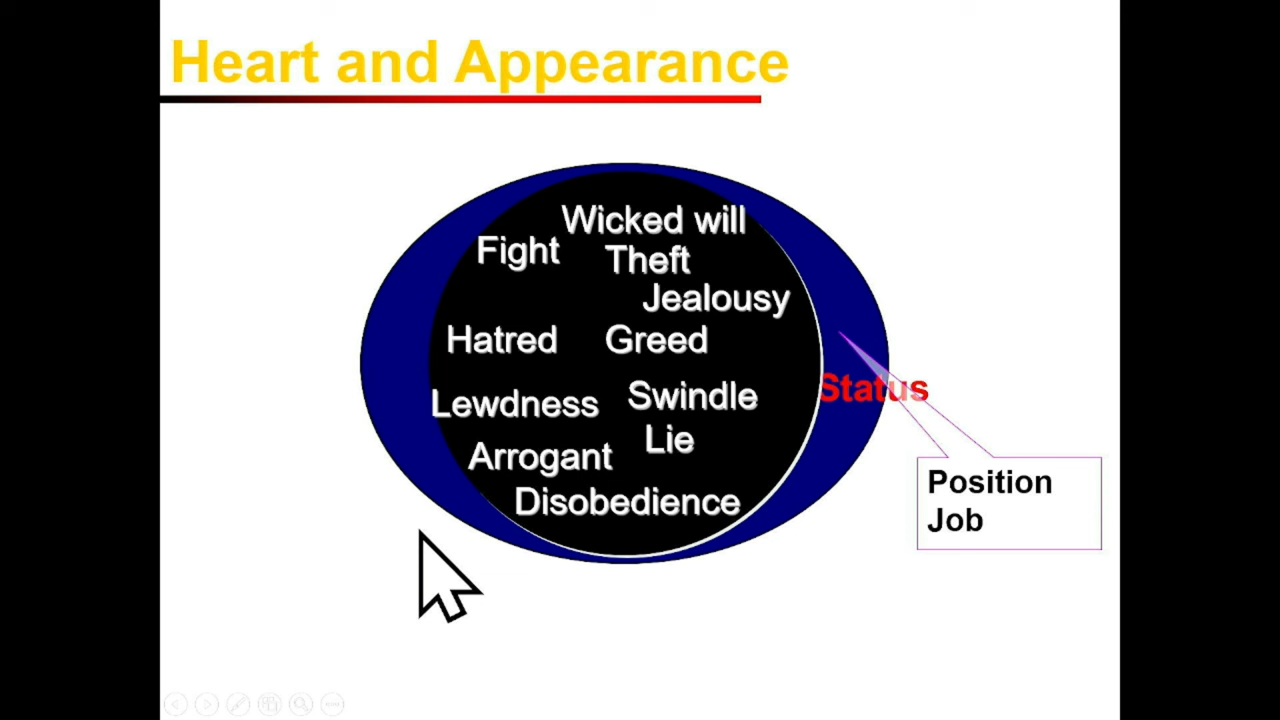 Heart and Appearance
Wicked will
Fight
Theft
Jealousy
Hatred
Greed
Lewdness
Swindle
Lie
Arrogant
Disobedience
Status
Position
Job